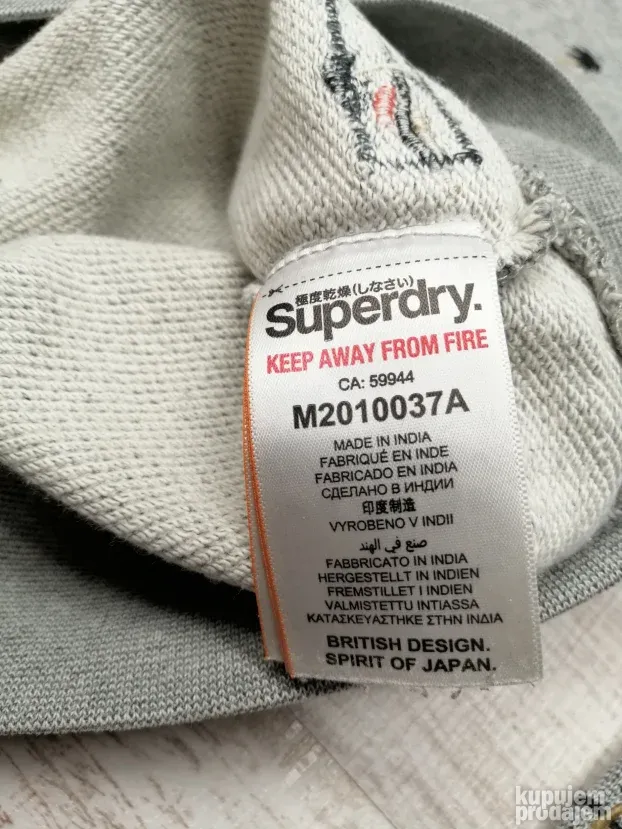 極度乾燥(しなさい)
Superdry.
KEEP AWAY FROM FIRE
CA: 59944
M2010037A
MADE IN INDIA
FABRIQUÉ EN INDE
FABRICADO EN INDIA
СДЕЛАНО В ИНДИИ
印度制造
VYROBENO V INDII
صنع في الهند
FABBRICATO IN INDIA
HERGESTELLT IN INDIEN
FREMSTILLET I INDIEN
VALMISTETTU INTIASSA
ΚΑΤΑΣΚΕΥΑΣΤΗΚΕ ΣΤΗΝ ΙΝΔΙΑ
BRITISH DESIGN.
SPIRIT OF JAPAN.
kupujem
prodajem